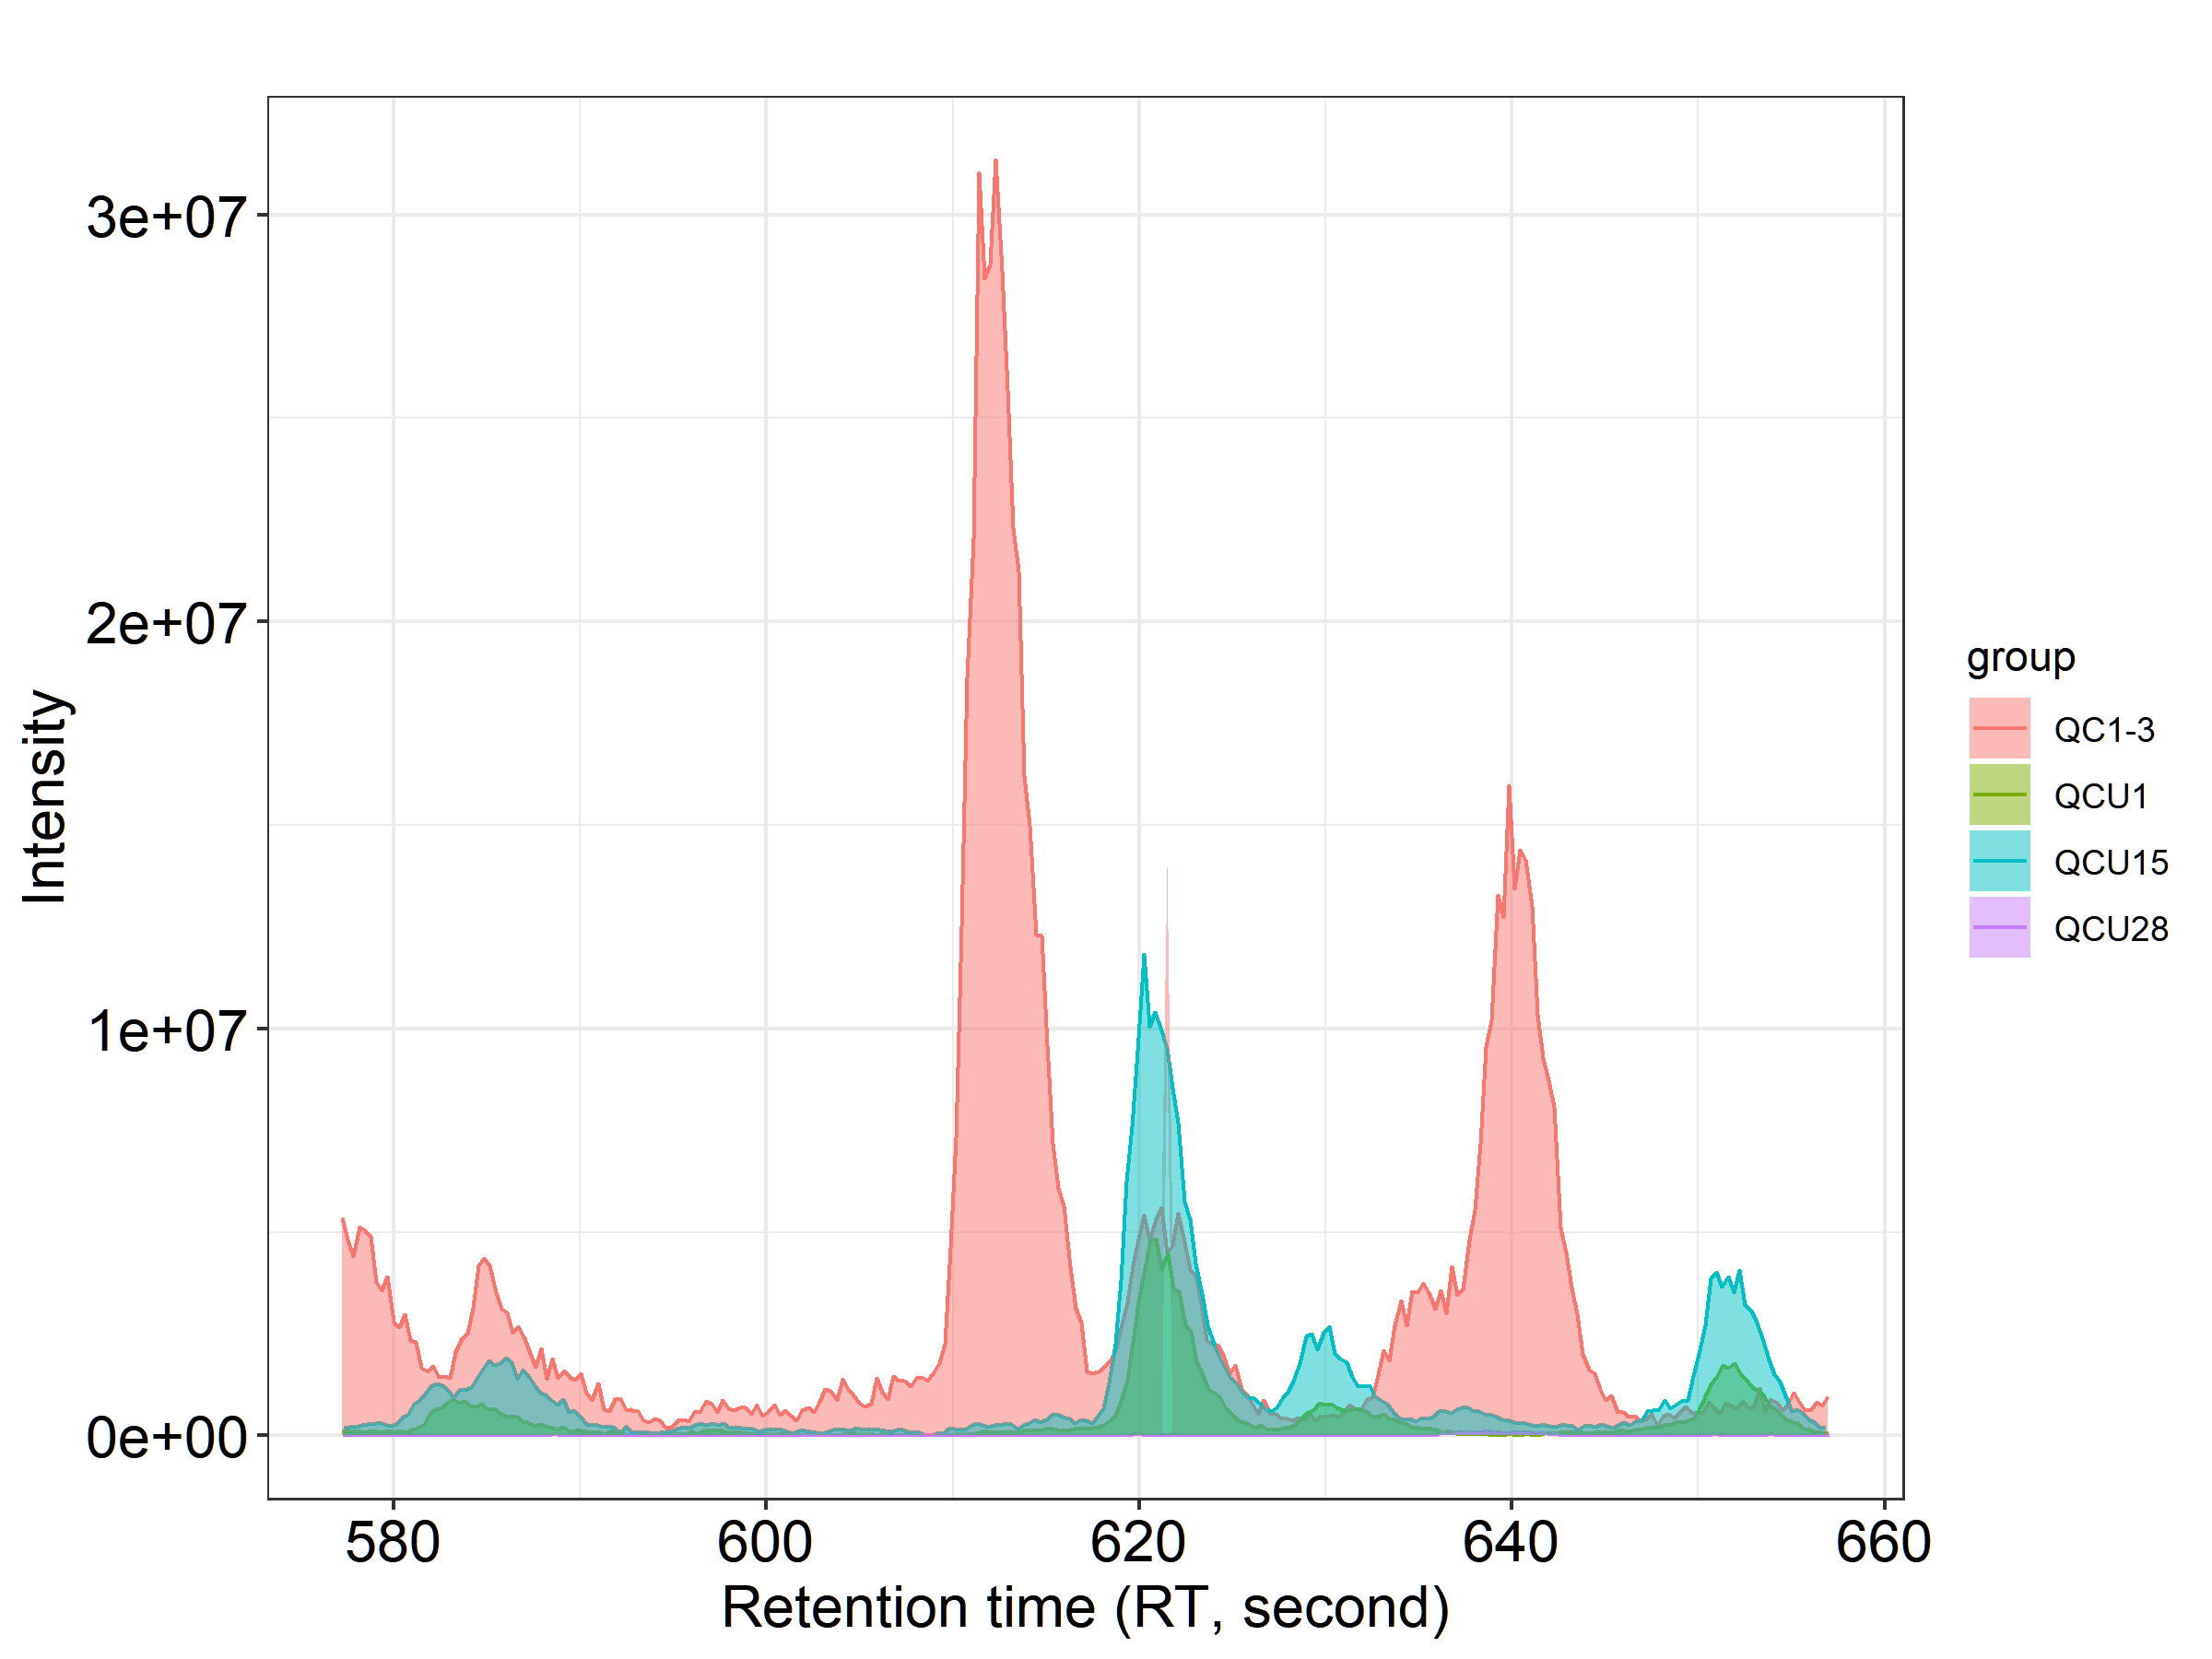 3e+07
2e+07
1e+07
0e+00
Intensity
580 600 620 640 660
Retention time (RT, second)
group
QC1-3
QCU1
QCU15
QCU28